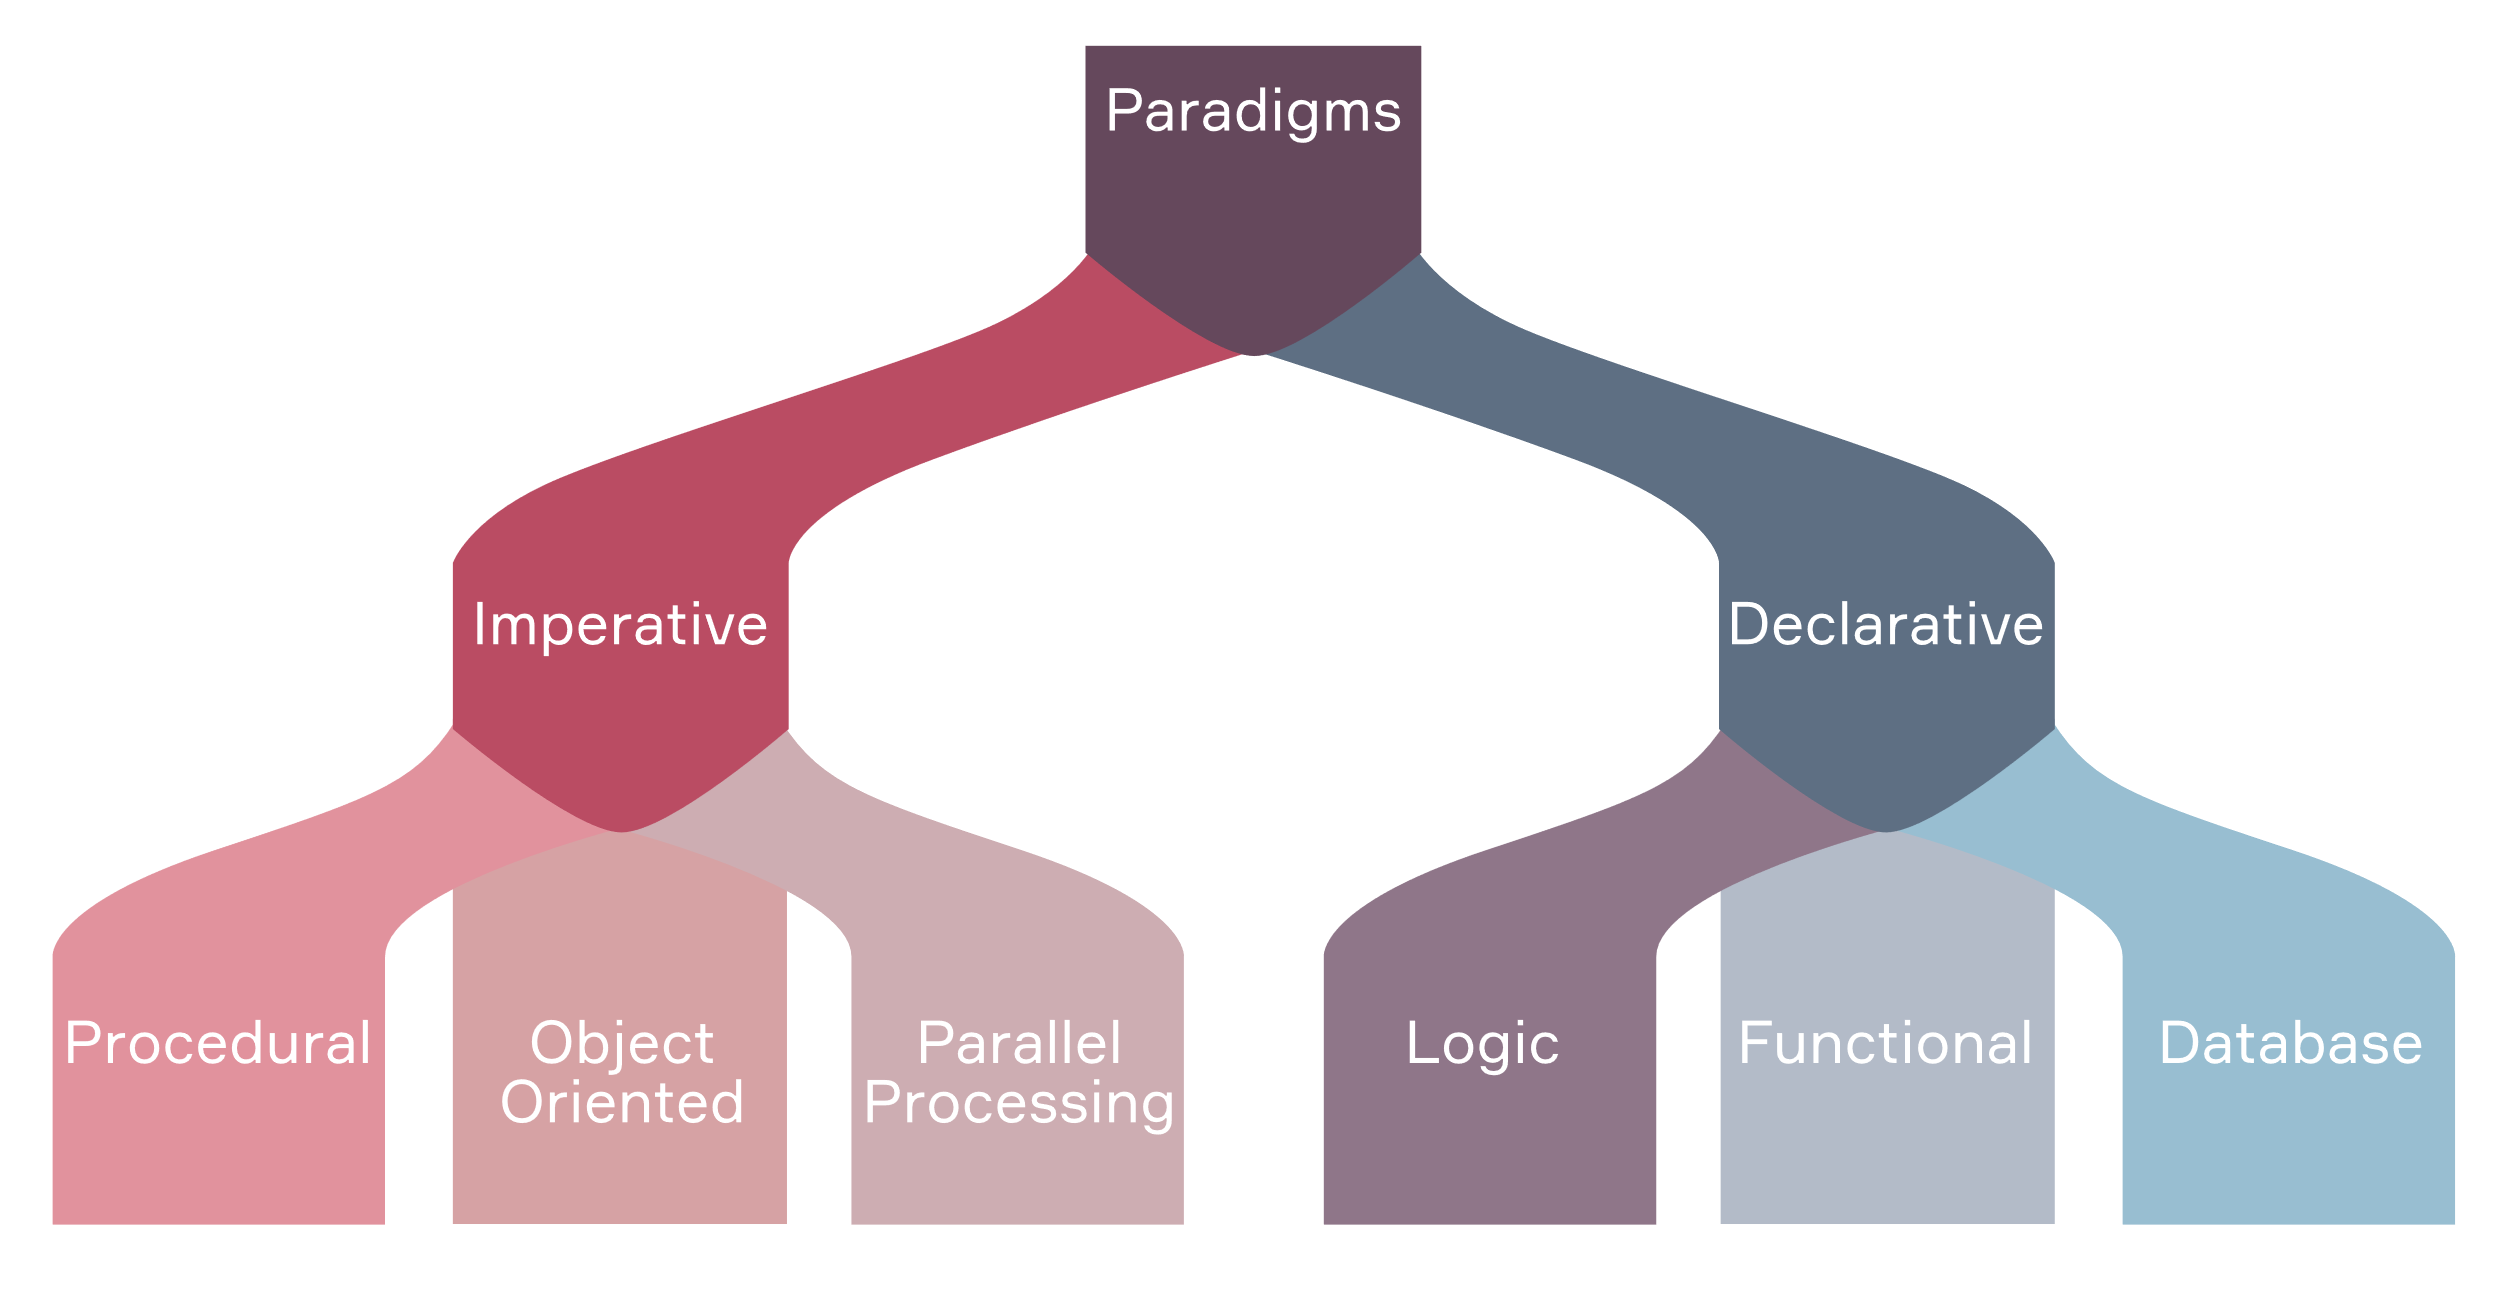 Paradigms
Imperative
Declarative
Procedural
Object
Oriented
Parallel
Processing
Logic
Functional
Database